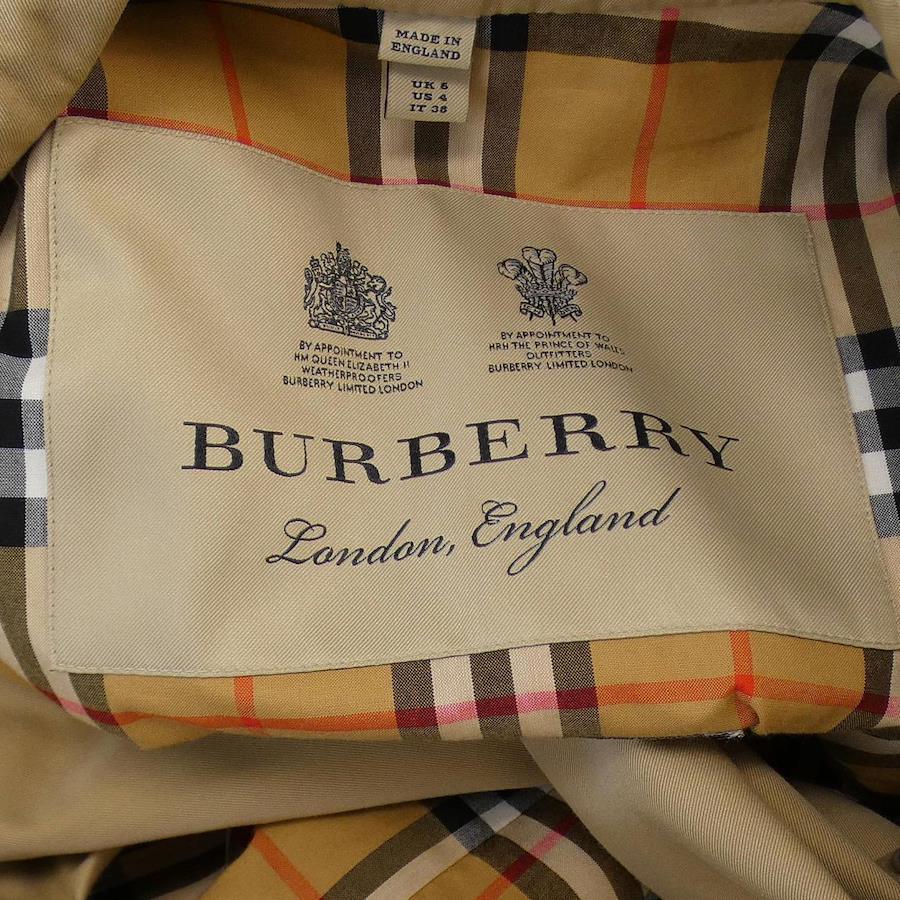 MADE IN
ENGLAND
UK 6
US 4
IT 38
BY APPOINTMENT TO
HM QUEEN ELIZABETH II
WEATHERPROOFERS
BURBERRY LIMITED LONDON
BY APPOINTMENT TO
HRH THE PRINCE OF WALES
OUTFITTERS
BURBERRY LIMITED LONDON
BURBERRY
London, England